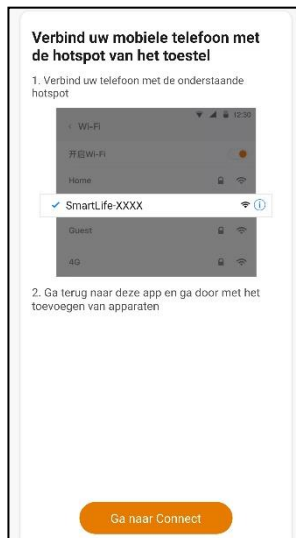 Verbind uw mobiele telefoon met
de hotspot van het toestel
1. Verbind uw telefoon met de onderstaande
hotspot
12:30
Wi-Fi
开启Wi-Fi
Home
SmartLife-XXXX
Guest
4G
2. Ga terug naar deze app en ga door met het
toevoegen van apparaten
Ga naar Connect